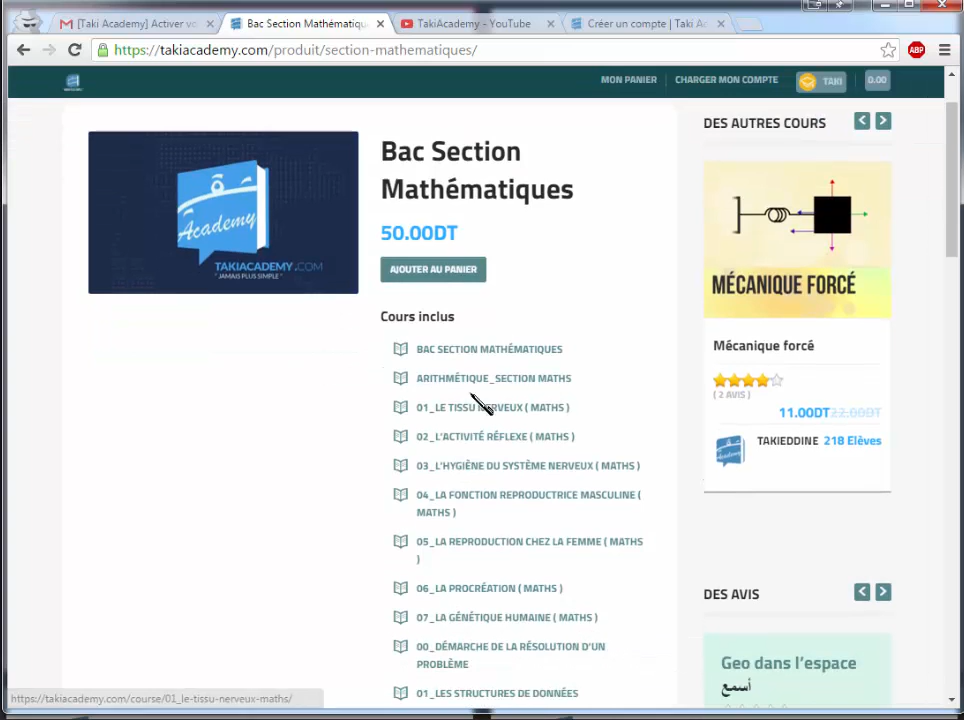 [Taki Academy] Activer vo
Bac Section Mathématiqu
TakiAcademy - YouTube
Créer un compte | Taki Ac
https://takiacademy.com/produit/section-mathematiques/
ABP
MON PANIER
CHARGER MON COMPTE
TAKI
0.00
Academy
TAKIACADEMY.COM
" JAMAIS PLUS SIMPLE "
Bac Section
Mathématiques
50.00DT
AJOUTER AU PANIER
Cours inclus
BAC SECTION MATHÉMATIQUES
ARITHMÉTIQUE_SECTION MATHS
01_LE TISSU NERVEUX ( MATHS )
02_L'ACTIVITÉ RÉFLEXE ( MATHS )
03_L'HYGIÈNE DU SYSTÈME NERVEUX ( MATHS )
04_LA FONCTION REPRODUCTRICE MASCULINE (
MATHS )
05_LA REPRODUCTION CHEZ LA FEMME ( MATHS
)
06_LA PROCRÉATION ( MATHS )
07_LA GÉNÉTIQUE HUMAINE ( MATHS )
00_DÉMARCHE DE LA RÉSOLUTION D'UN
PROBLÈME
01_LES STRUCTURES DE DONNÉES
DES AUTRES COURS
MÉCANIQUE FORCÉ
Mécanique forcé
( 2 AVIS )
11.00DT 22.00DT
TAKIEDDINE 218 Elèves
DES AVIS
Geo dans l'espace
أسمع
https://takiacademy.com/course/01_le-tissu-nerveux-maths/